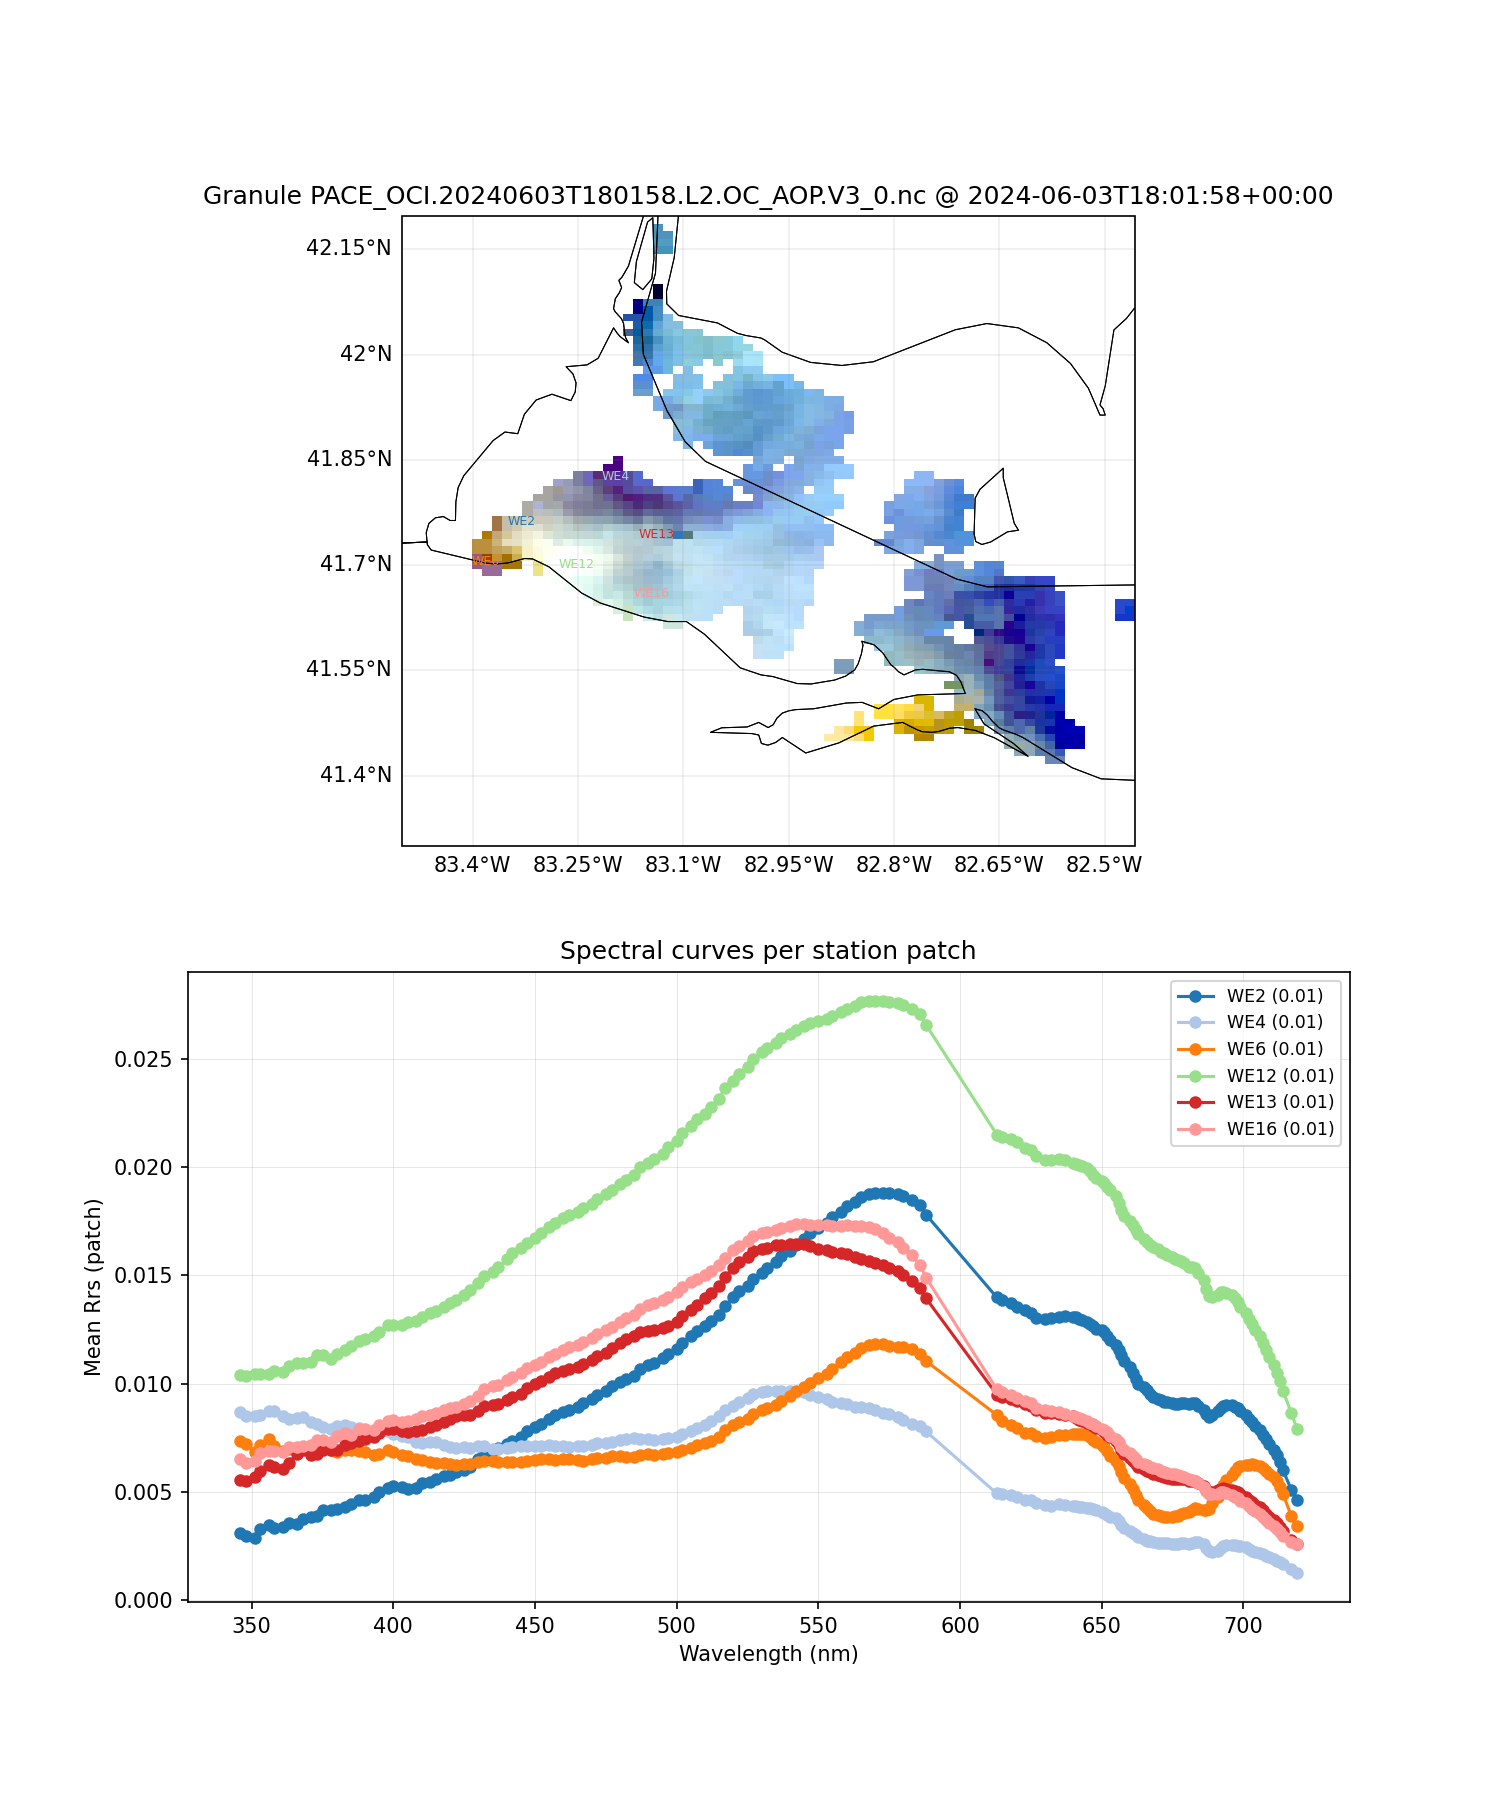 Granule PACE_OCI.20240603T180158.L2.OC_AOP.V3_0.nc @ 2024-06-03T18:01:58+00:00
42.15°N
42°N
41.85°N
41.7°N
41.55°N
41.4°N
WE4
WE2
WE13
WE6
WE12
WE16
83.4°W 83.25°W 83.1°W 82.95°W 82.8°W 82.65°W 82.5°W
Spectral curves per station patch
Mean Rrs (patch)
0.025
0.020
0.015
0.010
0.005
0.000
WE2 (0.01)
WE4 (0.01)
WE6 (0.01)
WE12 (0.01)
WE13 (0.01)
WE16 (0.01)
350 400 450 500 550 600 650 700
Wavelength (nm)